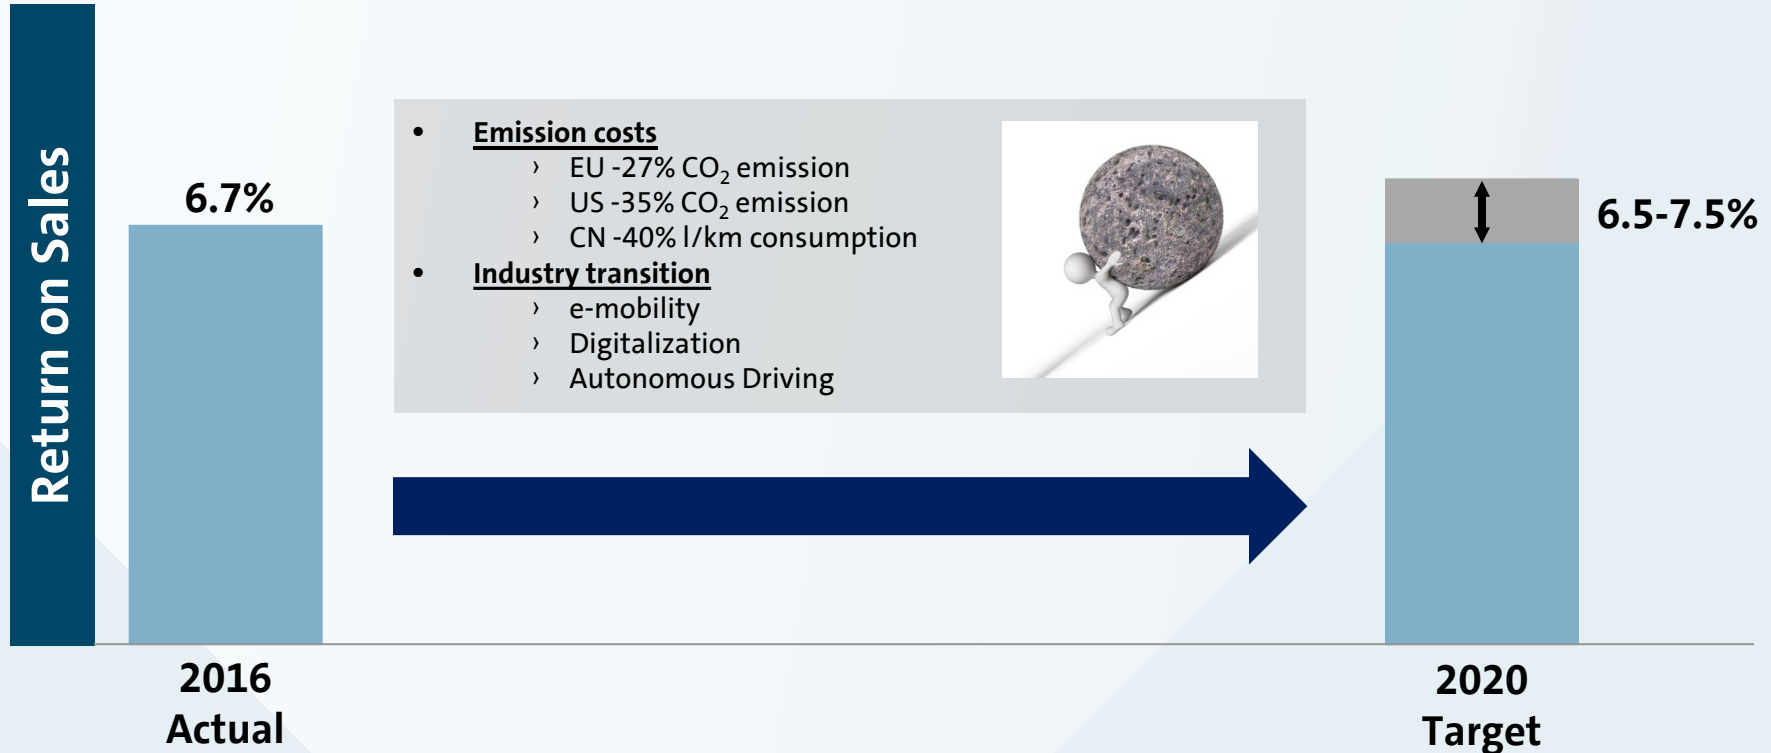 Return on Sales
6.7%
• Emission costs
› EU -27% CO₂ emission
› US -35% CO₂ emission
› CN -40% l/km consumption
• Industry transition
› e-mobility
› Digitalization
› Autonomous Driving
6.5-7.5%
2016
Actual
2020
Target